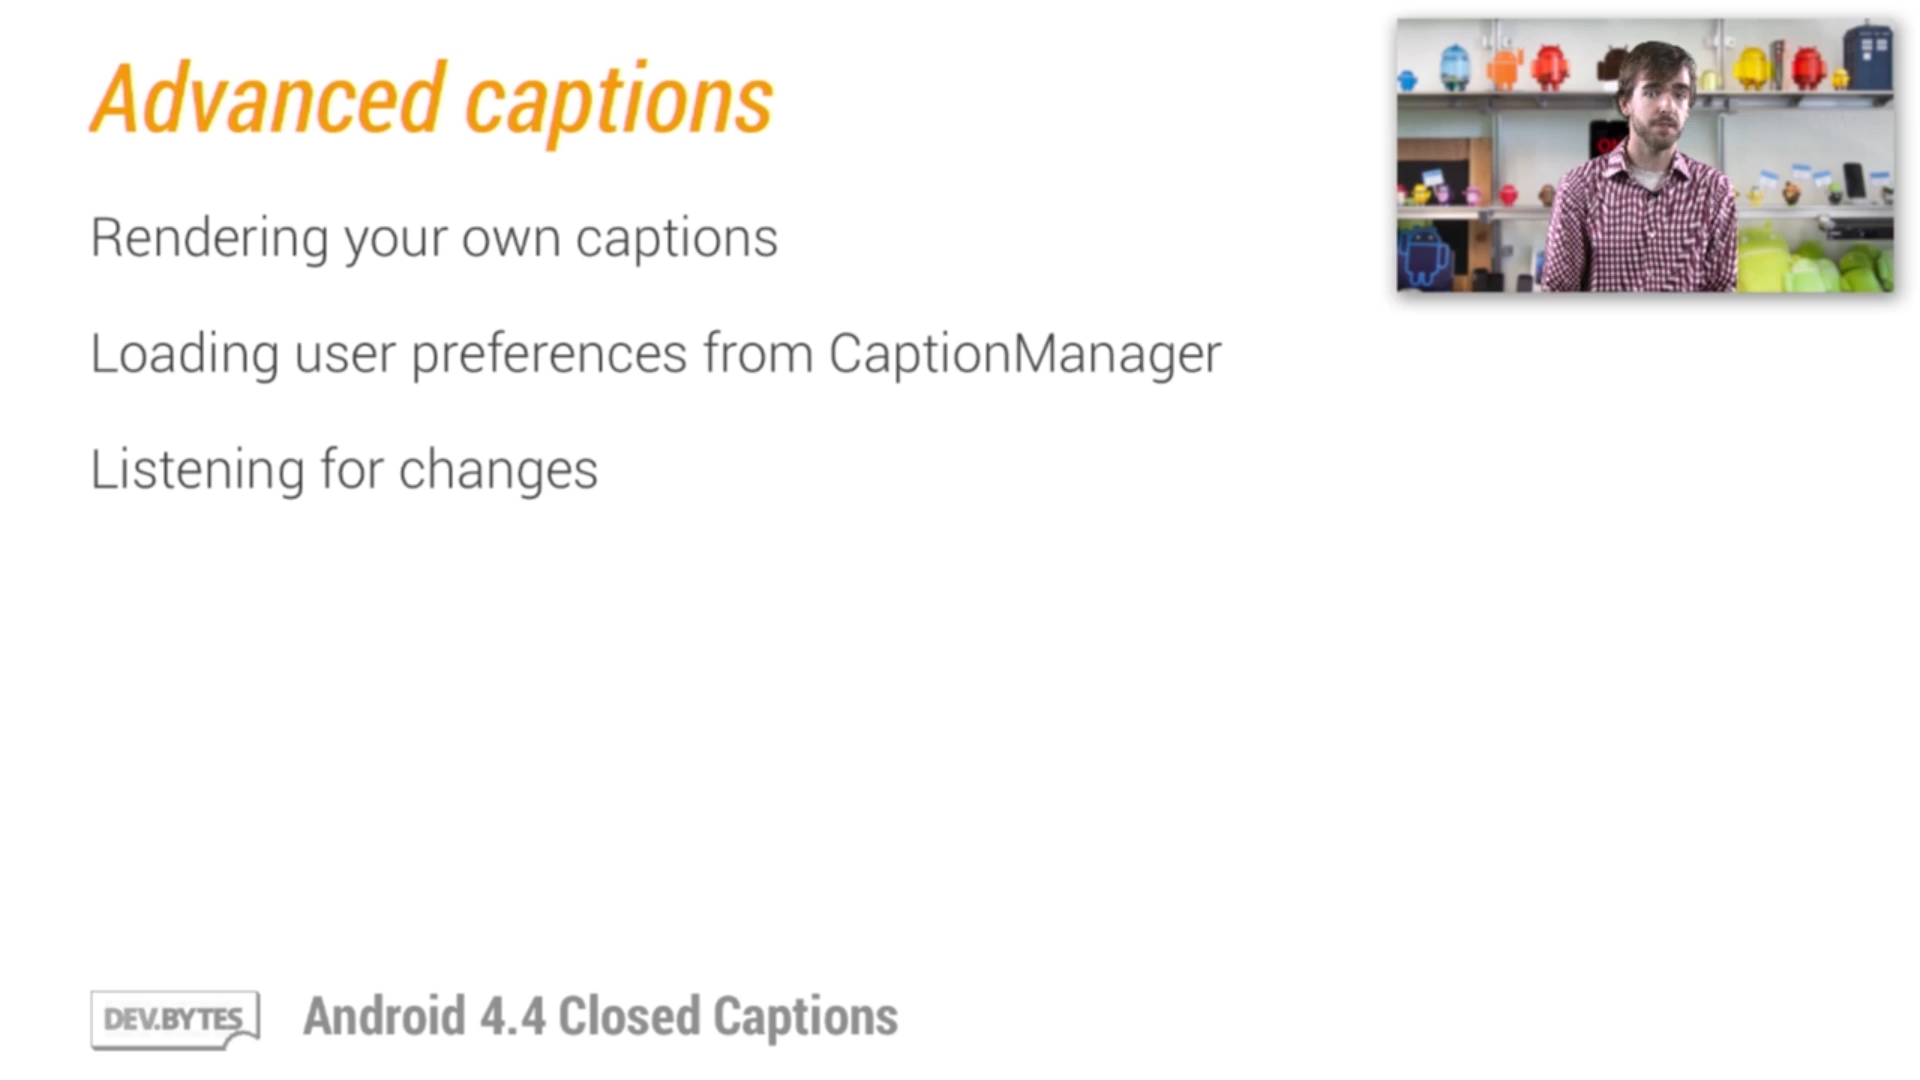 Advanced captions
Rendering your own captions
Loading user preferences from CaptionManager
Listening for changes
DEV.BYTES
Android 4.4 Closed Captions